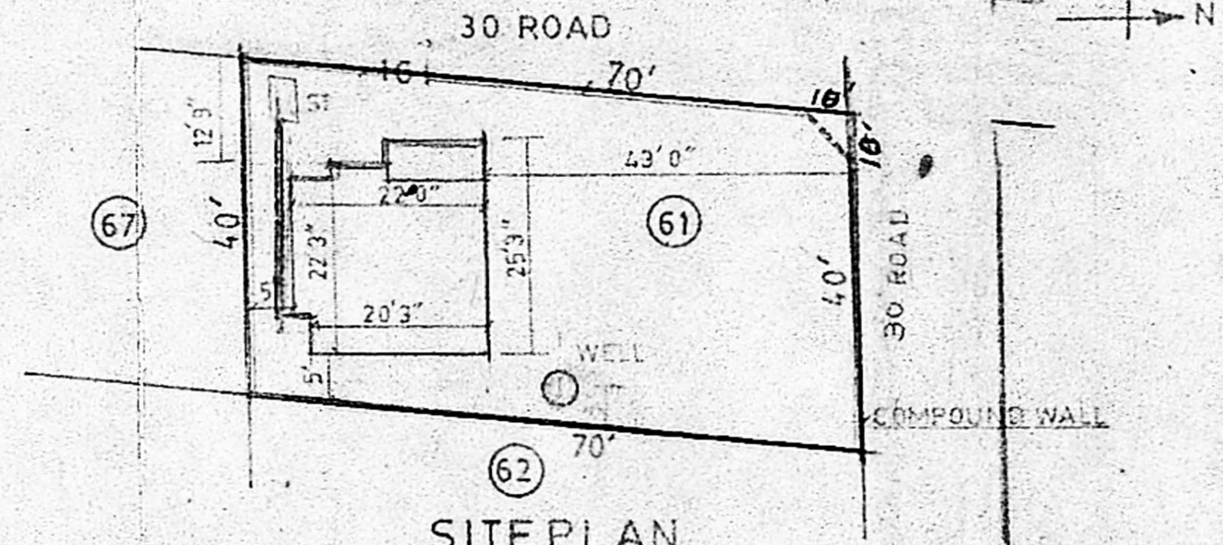 30 ROAD
N
16
70'
10'
10'
12'9"
ST
43'0"
22'0"
67
40'
61
22'3"
25'3"
40'
30 ROAD
5'
20'3"
WELL
5'
COMPOUND WALL
70'
62
SITE PLAN